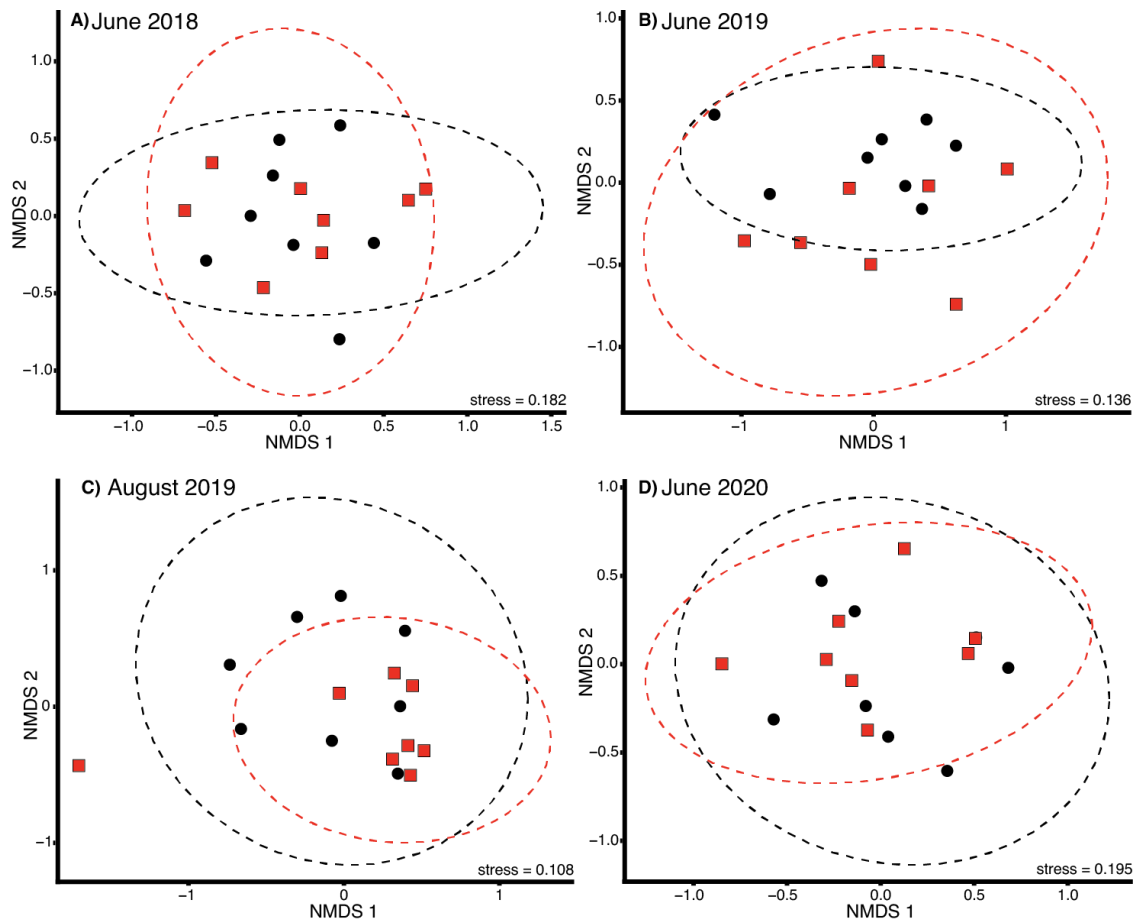 A) June 2018
1.0
0.5
0.0
−0.5
−1.0
NMDS 2
−1.0
−0.5
0.0
0.5
1.0
1.5
NMDS 1
stress = 0.182
B) June 2019
1.0
0.5
0.0
−0.5
−1.0
NMDS 2
−1
0
1
NMDS 1
stress = 0.136
C) August 2019
1
0
−1
NMDS 2
−1
0
1
NMDS 1
stress = 0.108
D) June 2020
1.0
0.5
0.0
−0.5
−1.0
NMDS 2
−1.0
−0.5
0.0
0.5
1.0
NMDS 1
stress = 0.195